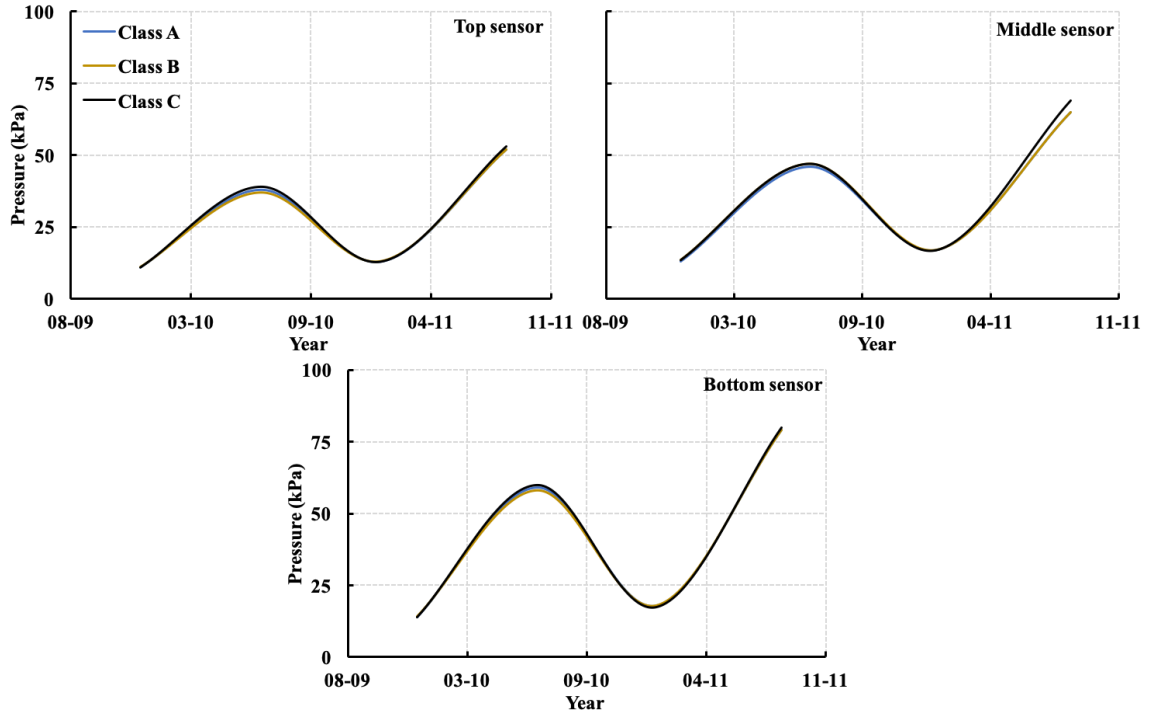 Top sensor
Class A
Class B
Class C
Pressure (kPa)
100
75
50
25
0
08-09 03-10 09-10 04-11 11-11
Year
Middle sensor
08-09 03-10 09-10 04-11 11-11
Year
Bottom sensor
Pressure (kPa)
100
75
50
25
0
08-09 03-10 09-10 04-11 11-11
Year